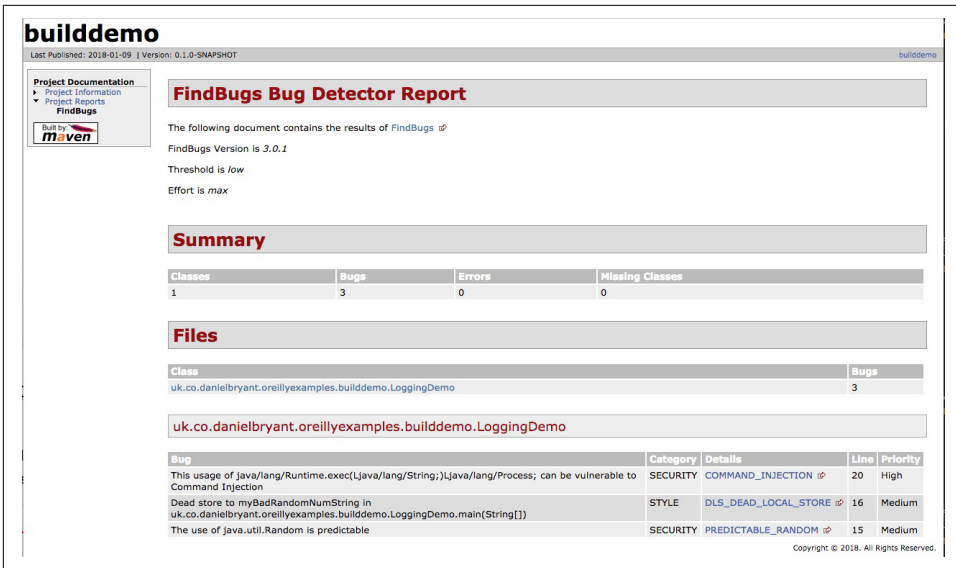 builddemo
Last Published: 2018-01-09 | Version: 0.1.0-SNAPSHOT
builddemo
Project Documentation
Project Information
Project Reports
FindBugs
Built by:
maven
FindBugs Bug Detector Report
The following document contains the results of FindBugs
FindBugs Version is 3.0.1
Threshold is low
Effort is max
Summary
Classes Bugs Errors Missing Classes
1 3 0 0
Files
Class Bugs
uk.co.danielbryant.oreillyexamples.builddemo.LoggingDemo 3
uk.co.danielbryant.oreillyexamples.builddemo.LoggingDemo
Bug Category Details Line Priority
This usage of java/lang/Runtime.exec(Ljava/lang/String;)Ljava/lang/Process; can be vulnerable to SECURITY COMMAND_INJECTION 20 High
Command Injection
Dead store to myBadRandomNumString in STYLE DLS_DEAD_LOCAL_STORE 16 Medium
uk.co.danielbryant.oreillyexamples.builddemo.LoggingDemo.main(String[])
The use of java.util.Random is predictable SECURITY PREDICTABLE_RANDOM 15 Medium
Copyright © 2018. All Rights Reserved.